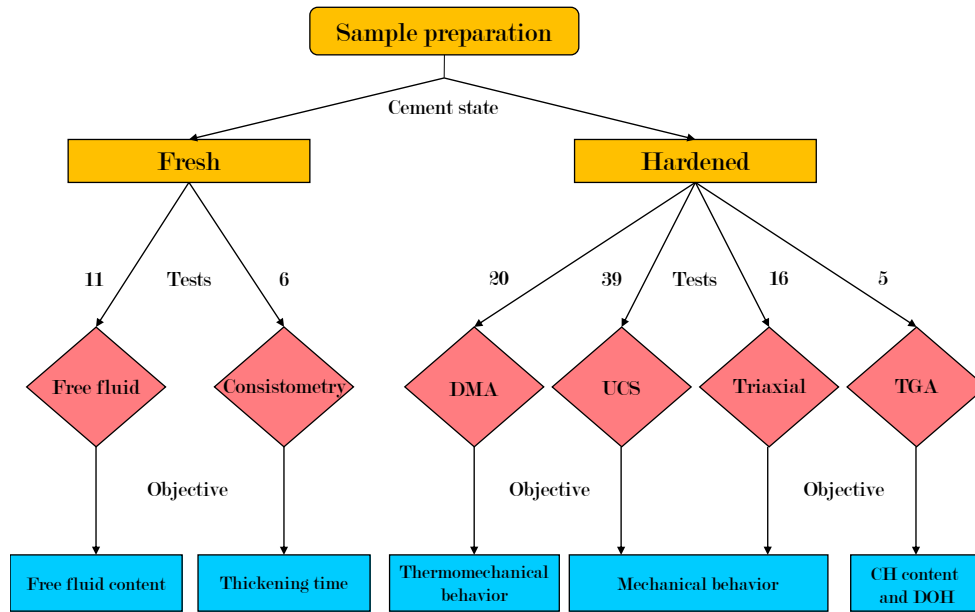 Sample preparation
Cement state
Fresh
Hardened
11
Tests
6
20
39
Tests
16
5
Free fluid
Consistometry
DMA
UCS
Triaxial
TGA
Objective
Objective
Objective
Free fluid content
Thickening time
Thermomechanical
behavior
Mechanical behavior
CH content
and DOH